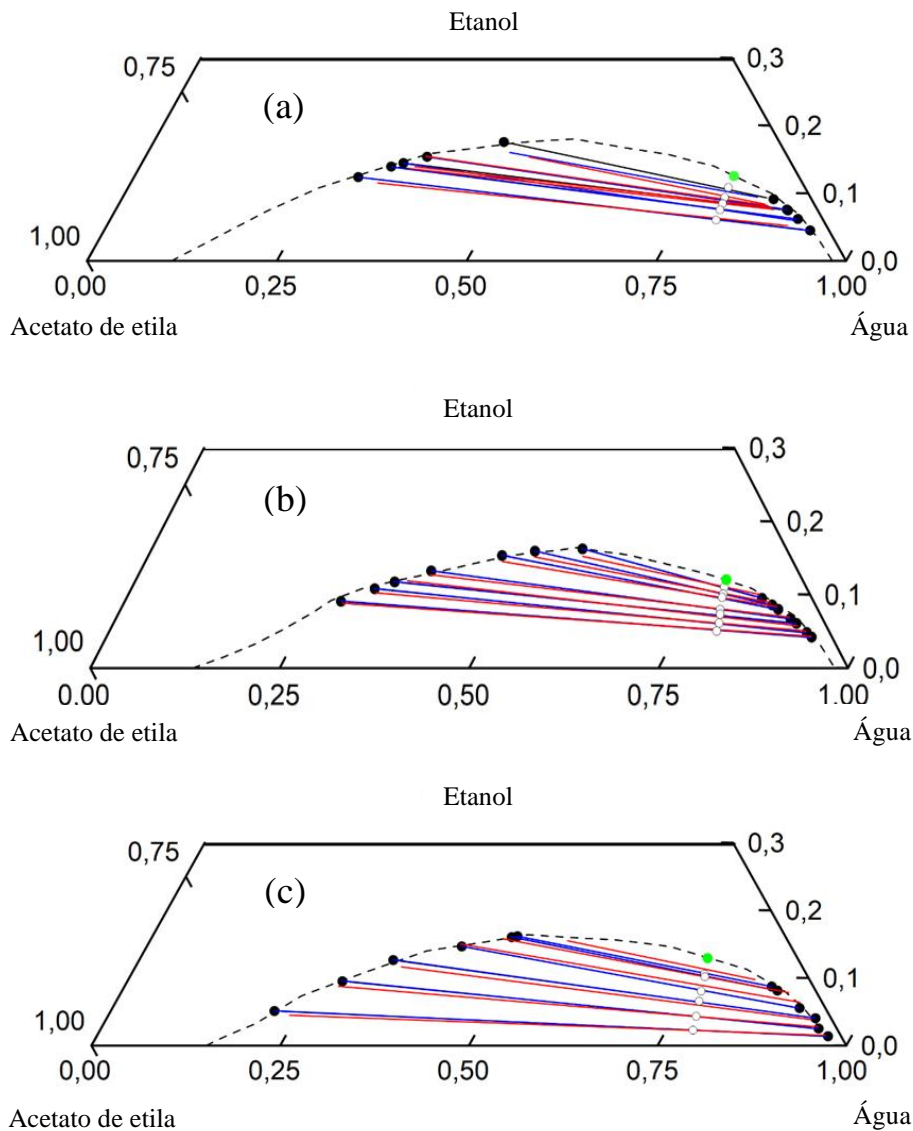 Etanol
0,75
0,3
(a)
0,2
0,1
1,00
0,0
0,00 0,25 0,50 0,75 1,00
Acetato de etila Água
Etanol
0,75
0,3
(b)
0,2
0,1
1,00
0,0
0.00 0,25 0,50 0,75 1.00
Acetato de etila Água
Etanol
0,75
0,3
(c)
0,2
0,1
1,00
0,0
0,00 0,25 0,50 0,75 1,00
Acetato de etila Água